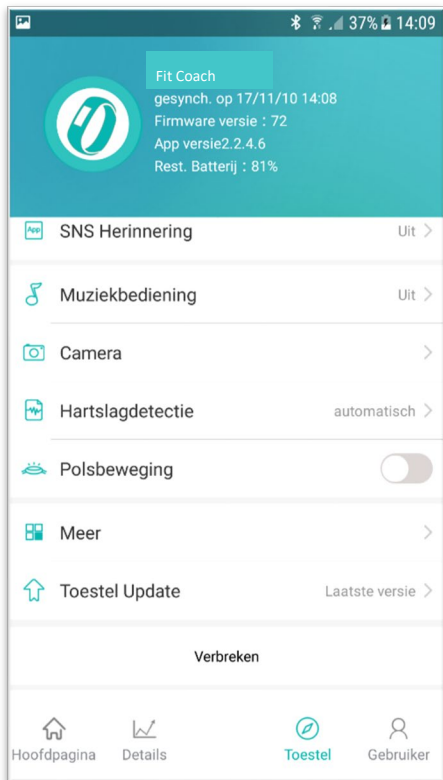 37% 14:09
Fit Coach
gesynch. op 17/11/10 14:08
Firmware versie : 72
App versie2.2.4.6
Rest. Batterij : 81%
App SNS Herinnering Uit
Muziekbediening Uit
Camera
Hartslagdetectie automatisch
Polsbeweging
Meer
Toestel Update Laatste versie
Verbreken
Hoofdpagina Details Toestel Gebruiker